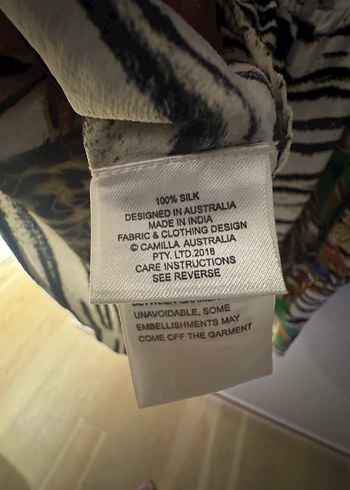 100% SILK
DESIGNED IN AUSTRALIA
MADE IN INDIA
FABRIC & CLOTHING DESIGN
© CAMILLA AUSTRALIA
PTY. LTD.2018
CARE INSTRUCTIONS
SEE REVERSE
UNAVOIDABLE, SOME
EMBELLISHMENTS MAY
COME OFF THE GARMENT